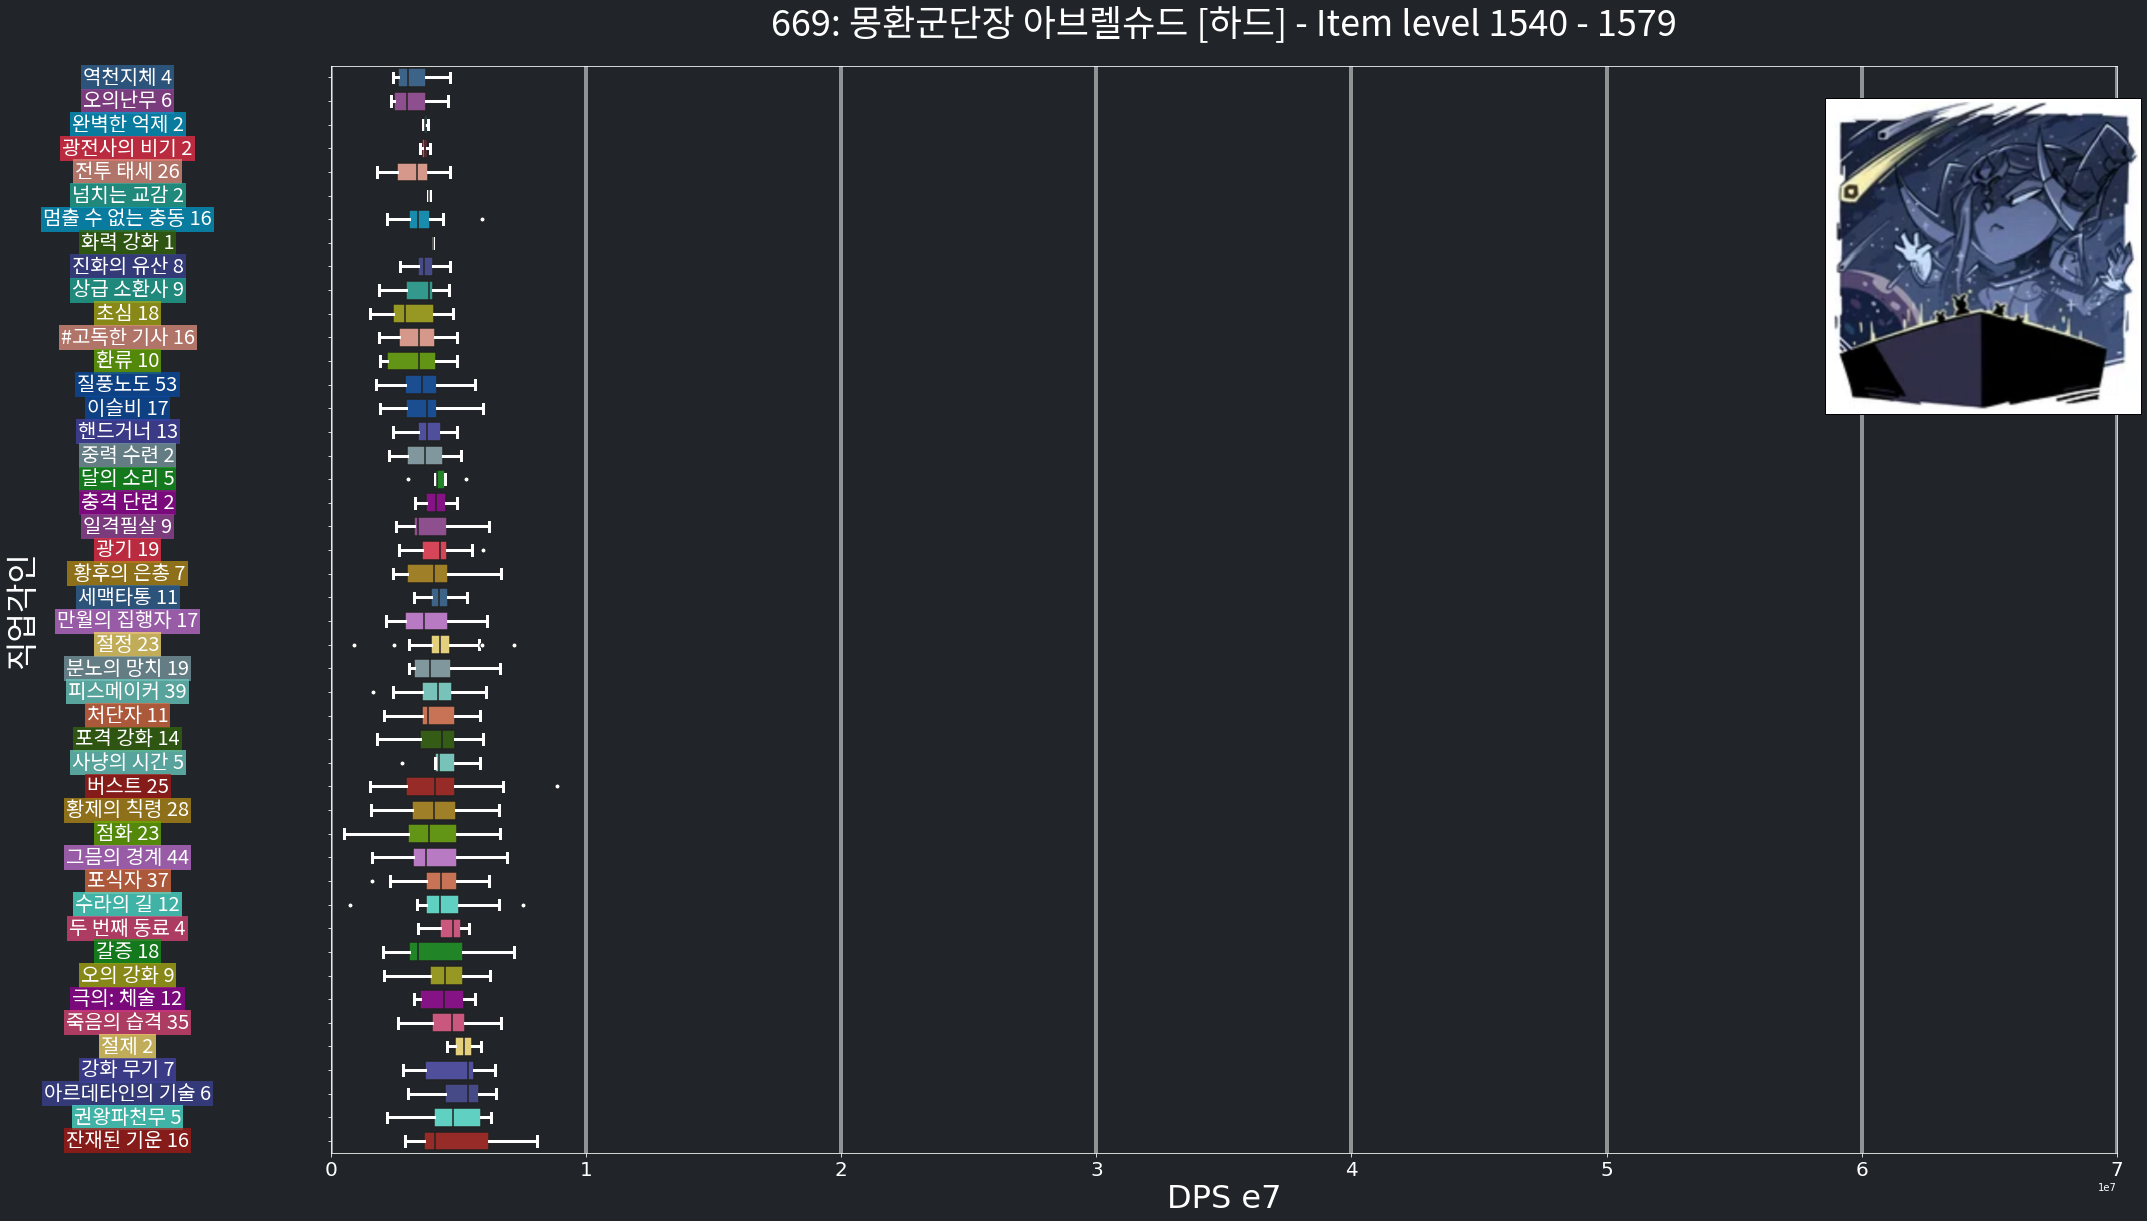 669: 몽환군단장 아브렐슈드 [하드] - Item level 1540 - 1579
직업각인
역천지체 4
오의난무 6
완벽한 억제 2
광전사의 비기 2
전투 태세 26
넘치는 교감 2
멈출 수 없는 충동 16
화력 강화 1
진화의 유산 8
상급 소환사 9
초심 18
#고독한 기사 16
환류 10
질풍노도 53
이슬비 17
핸드거너 13
중력 수련 2
달의 소리 5
충격 단련 2
일격필살 9
광기 19
황후의 은총 7
세맥타통 11
만월의 집행자 17
절정 23
분노의 망치 19
피스메이커 39
처단자 11
포격 강화 14
사냥의 시간 5
버스트 25
황제의 칙령 28
점화 23
그믐의 경계 44
포식자 37
수라의 길 12
두 번째 동료 4
갈증 18
오의 강화 9
극의: 체술 12
죽음의 습격 35
절제 2
강화 무기 7
아르데타인의 기술 6
권왕파천무 5
잔재된 기운 16
0 1 2 3 4 5 6 7
1e7
DPS e7